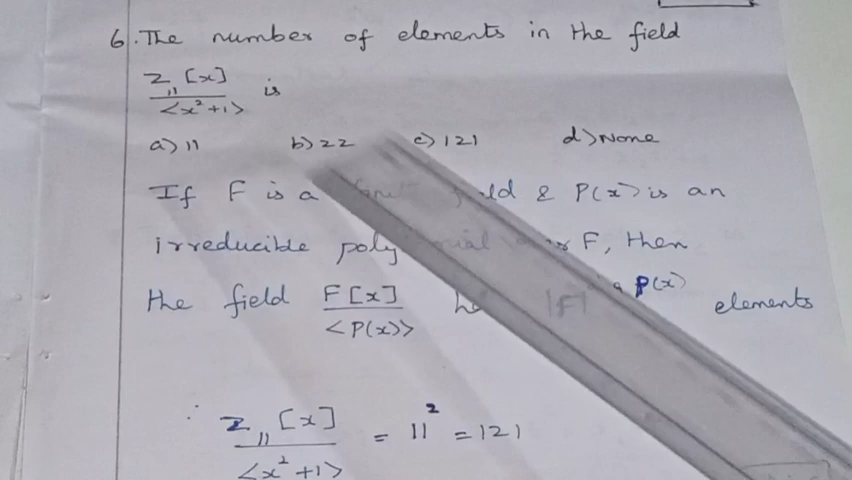 6. The number of elements in the field
Z₁₁[x] / <x²+1> is
a) 11 b) 22 c) 121 d) None
If F is a field & P(x) is an
irreducible F, then
the field F[x] / <P(x)> |F| P(x) elements
∴ Z₁₁[x] / <x²+1> = 11² = 121